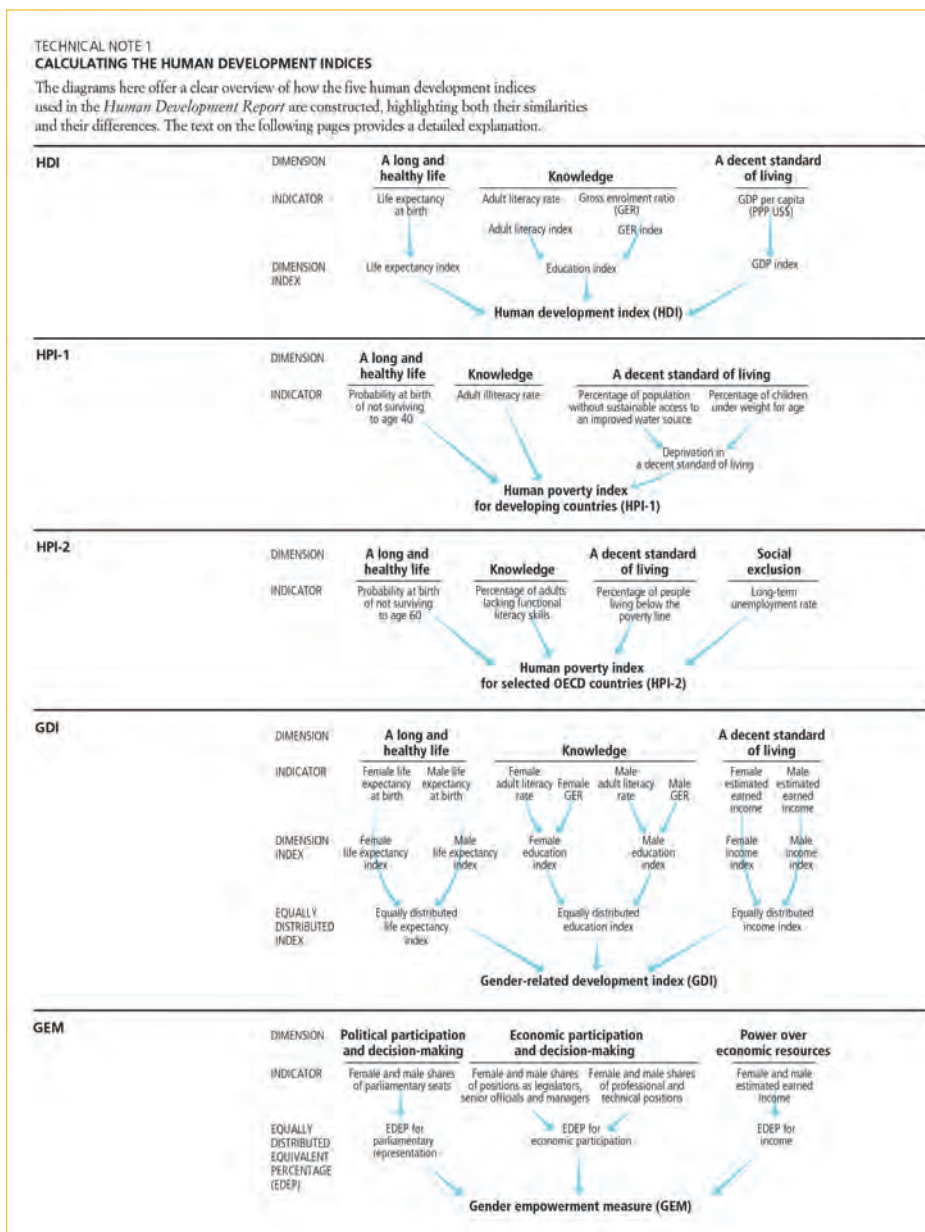 TECHNICAL NOTE 1
CALCULATING THE HUMAN DEVELOPMENT INDICES
The diagrams here offer a clear overview of how the five human development indices
used in the Human Development Report are constructed, highlighting both their similarities
and their differences. The text on the following pages provides a detailed explanation.
HDI
DIMENSION
A long and
healthy life
Knowledge
A decent standard
of living
INDICATOR
Life expectancy
at birth
Adult literacy rate
Gross enrolment ratio
(GER)
GDP per capita
(PPP US$)
Adult literacy index
GER index
DIMENSION
INDEX
Life expectancy index
Education index
GDP index
Human development index (HDI)
HPI-1
DIMENSION
A long and
healthy life
Knowledge
A decent standard of living
INDICATOR
Probability at birth
of not surviving
to age 40
Adult illiteracy rate
Percentage of population
without sustainable access to
an improved water source
Percentage of children
under weight for age
Deprivation in
a decent standard of living
Human poverty index
for developing countries (HPI-1)
HPI-2
DIMENSION
A long and
healthy life
Knowledge
A decent standard
of living
Social
exclusion
INDICATOR
Probability at birth
of not surviving
to age 60
Percentage of adults
lacking functional
literacy skills
Percentage of people
living below the
poverty line
Long-term
unemployment rate
Human poverty index
for selected OECD countries (HPI-2)
GDI
DIMENSION
A long and
healthy life
Knowledge
A decent standard
of living
INDICATOR
Female life
expectancy
at birth
Male life
expectancy
at birth
Female
adult literacy
rate
Female
GER
Male
adult literacy
rate
Male
GER
Female
estimated
earned
income
Male
estimated
earned
income
DIMENSION
INDEX
Female
life expectancy
index
Male
life expectancy
index
Female
education
index
Male
education
index
Female
income
index
Male
income
index
EQUALLY
DISTRIBUTED
INDEX
Equally distributed
life expectancy
index
Equally distributed
education index
Equally distributed
income index
Gender-related development index (GDI)
GEM
DIMENSION
Political participation
and decision-making
Economic participation
and decision-making
Power over
economic resources
INDICATOR
Female and male shares
of parliamentary seats
Female and male shares
of positions as legislators,
senior officials and managers
Female and male shares
of professional and
technical positions
Female and male
estimated earned
income
EQUALLY
DISTRIBUTED
EQUIVALENT
PERCENTAGE
(EDEP)
EDEP for
parliamentary
representation
EDEP for
economic participation
EDEP for
income
Gender empowerment measure (GEM)